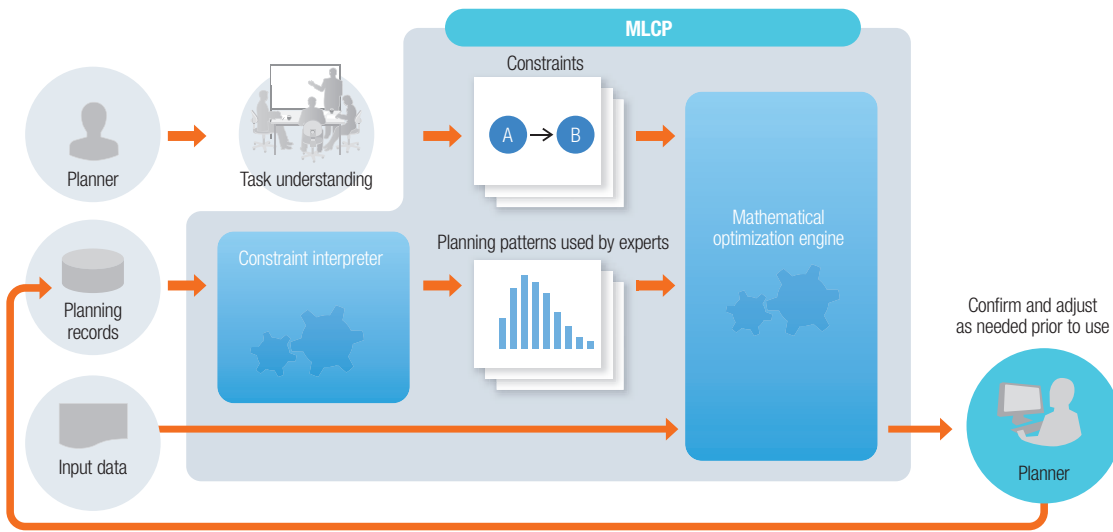 MLCP
Constraints
A
B
Planner
Task understanding
Mathematical
optimization engine
Planning patterns used by experts
Constraint interpreter
Planning
records
Confirm and adjust
as needed prior to use
Input data
Planner